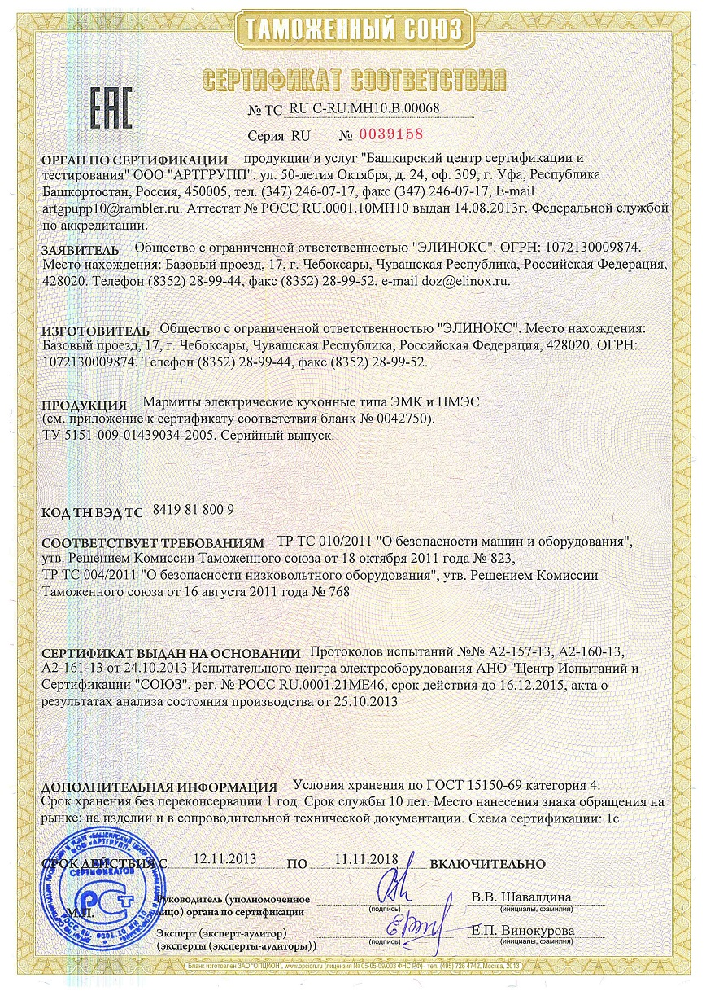 ТАМОЖЕННЫЙ СОЮЗ
СЕРТИФИКАТ СООТВЕТСТВИЯ
ЕАС
№ ТС RU C-RU.МН10.В.00068
Серия RU № 0039158
ОРГАН ПО СЕРТИФИКАЦИИ продукции и услуг "Башкирский центр сертификации и
тестирования" ООО "АРТГРУПП". ул. 50-летия Октября, д. 24, оф. 309, г. Уфа, Республика
Башкортостан, Россия, 450005, тел. (347) 246-07-17, факс (347) 246-07-17, E-mail
artgpupp10@rambler.ru. Аттестат № РОСС RU.0001.10МН10 выдан 14.08.2013г. Федеральной службой
по аккредитации.
ЗАЯВИТЕЛЬ Общество с ограниченной ответственностью "ЭЛИНОКС". ОГРН: 1072130009874.
Место нахождения: Базовый проезд, 17, г. Чебоксары, Чувашская Республика, Российская Федерация,
428020. Телефон (8352) 28-99-44, факс (8352) 28-99-52, e-mail doz@elinox.ru.
ИЗГОТОВИТЕЛЬ Общество с ограниченной ответственностью "ЭЛИНОКС". Место нахождения:
Базовый проезд, 17, г. Чебоксары, Чувашская Республика, Российская Федерация, 428020. ОГРН:
1072130009874. Телефон (8352) 28-99-44, факс (8352) 28-99-52.
ПРОДУКЦИЯ Мармиты электрические кухонные типа ЭМК и ПМЭС
(см. приложение к сертификату соответствия бланк № 0042750).
ТУ 5151-009-01439034-2005. Серийный выпуск.
КОД ТН ВЭД ТС 8419 81 800 9
СООТВЕТСТВУЕТ ТРЕБОВАНИЯМ ТР ТС 010/2011 "О безопасности машин и оборудования",
утв. Решением Комиссии Таможенного союза от 18 октября 2011 года № 823,
ТР ТС 004/2011 "О безопасности низковольтного оборудования", утв. Решением Комиссии
Таможенного союза от 16 августа 2011 года № 768
СЕРТИФИКАТ ВЫДАН НА ОСНОВАНИИ Протоколов испытаний №№ А2-157-13, А2-160-13,
А2-161-13 от 24.10.2013 Испытательного центра электрооборудования АНО "Центр Испытаний и
Сертификации "СОЮЗ", рег. № РОСС RU.0001.21МЕ46, срок действия до 16.12.2015, акта о
результатах анализа состояния производства от 25.10.2013
ДОПОЛНИТЕЛЬНАЯ ИНФОРМАЦИЯ Условия хранения по ГОСТ 15150-69 категория 4.
Срок хранения без переконсервации 1 год. Срок службы 10 лет. Место нанесения знака обращения на
рынке: на изделии и в сопроводительной технической документации. Схема сертификации: 1с.
СРОК ДЕЙСТВИЯ С 12.11.2013 ПО 11.11.2018 ВКЛЮЧИТЕЛЬНО
М.П.
Руководитель (уполномоченное
лицо) органа по сертификации
(подпись)
В.В. Шавалдина
(инициалы, фамилия)
Эксперт (эксперт-аудитор)
(эксперты (эксперты-аудиторы))
(подпись)
Е.П. Винокурова
(инициалы, фамилия)
ООО "АРТГРУПП"
ДЛЯ
СЕРТИФИКАТОВ
Бланк изготовлен ЗАО "ОПЦИОН", www.opcion.ru (лицензия № 05-05-09/003 ФНС РФ), тел. (495) 726 4742, Москва, 2013